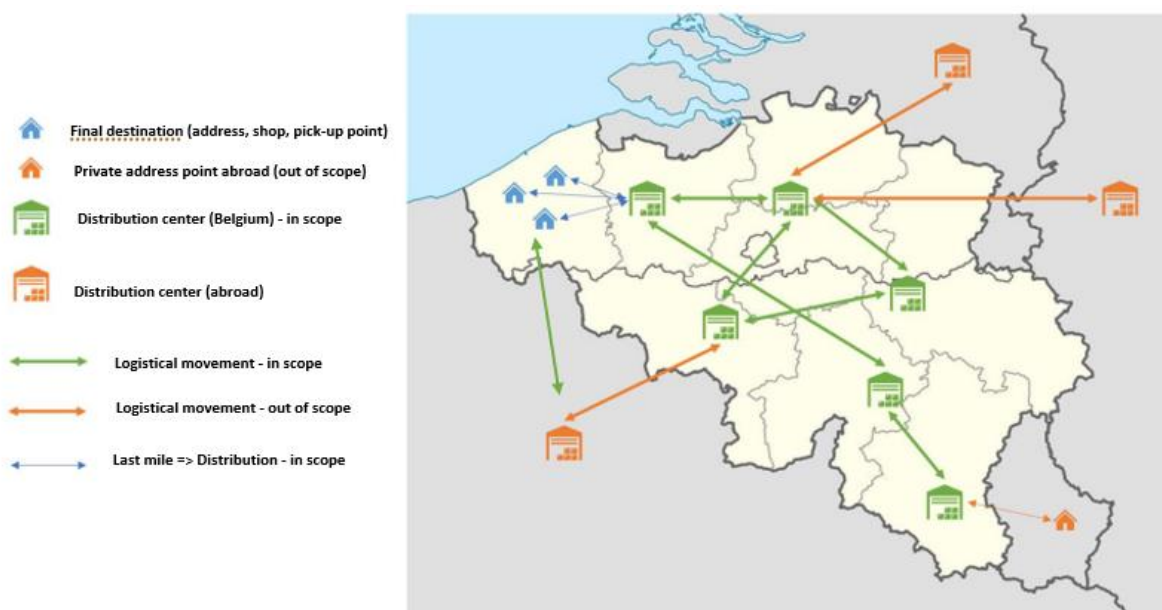 Final destination (address, shop, pick-up point)
Private address point abroad (out of scope)
Distribution center (Belgium) - in scope
Distribution center (abroad)
Logistical movement - in scope
Logistical movement - out of scope
Last mile => Distribution - in scope